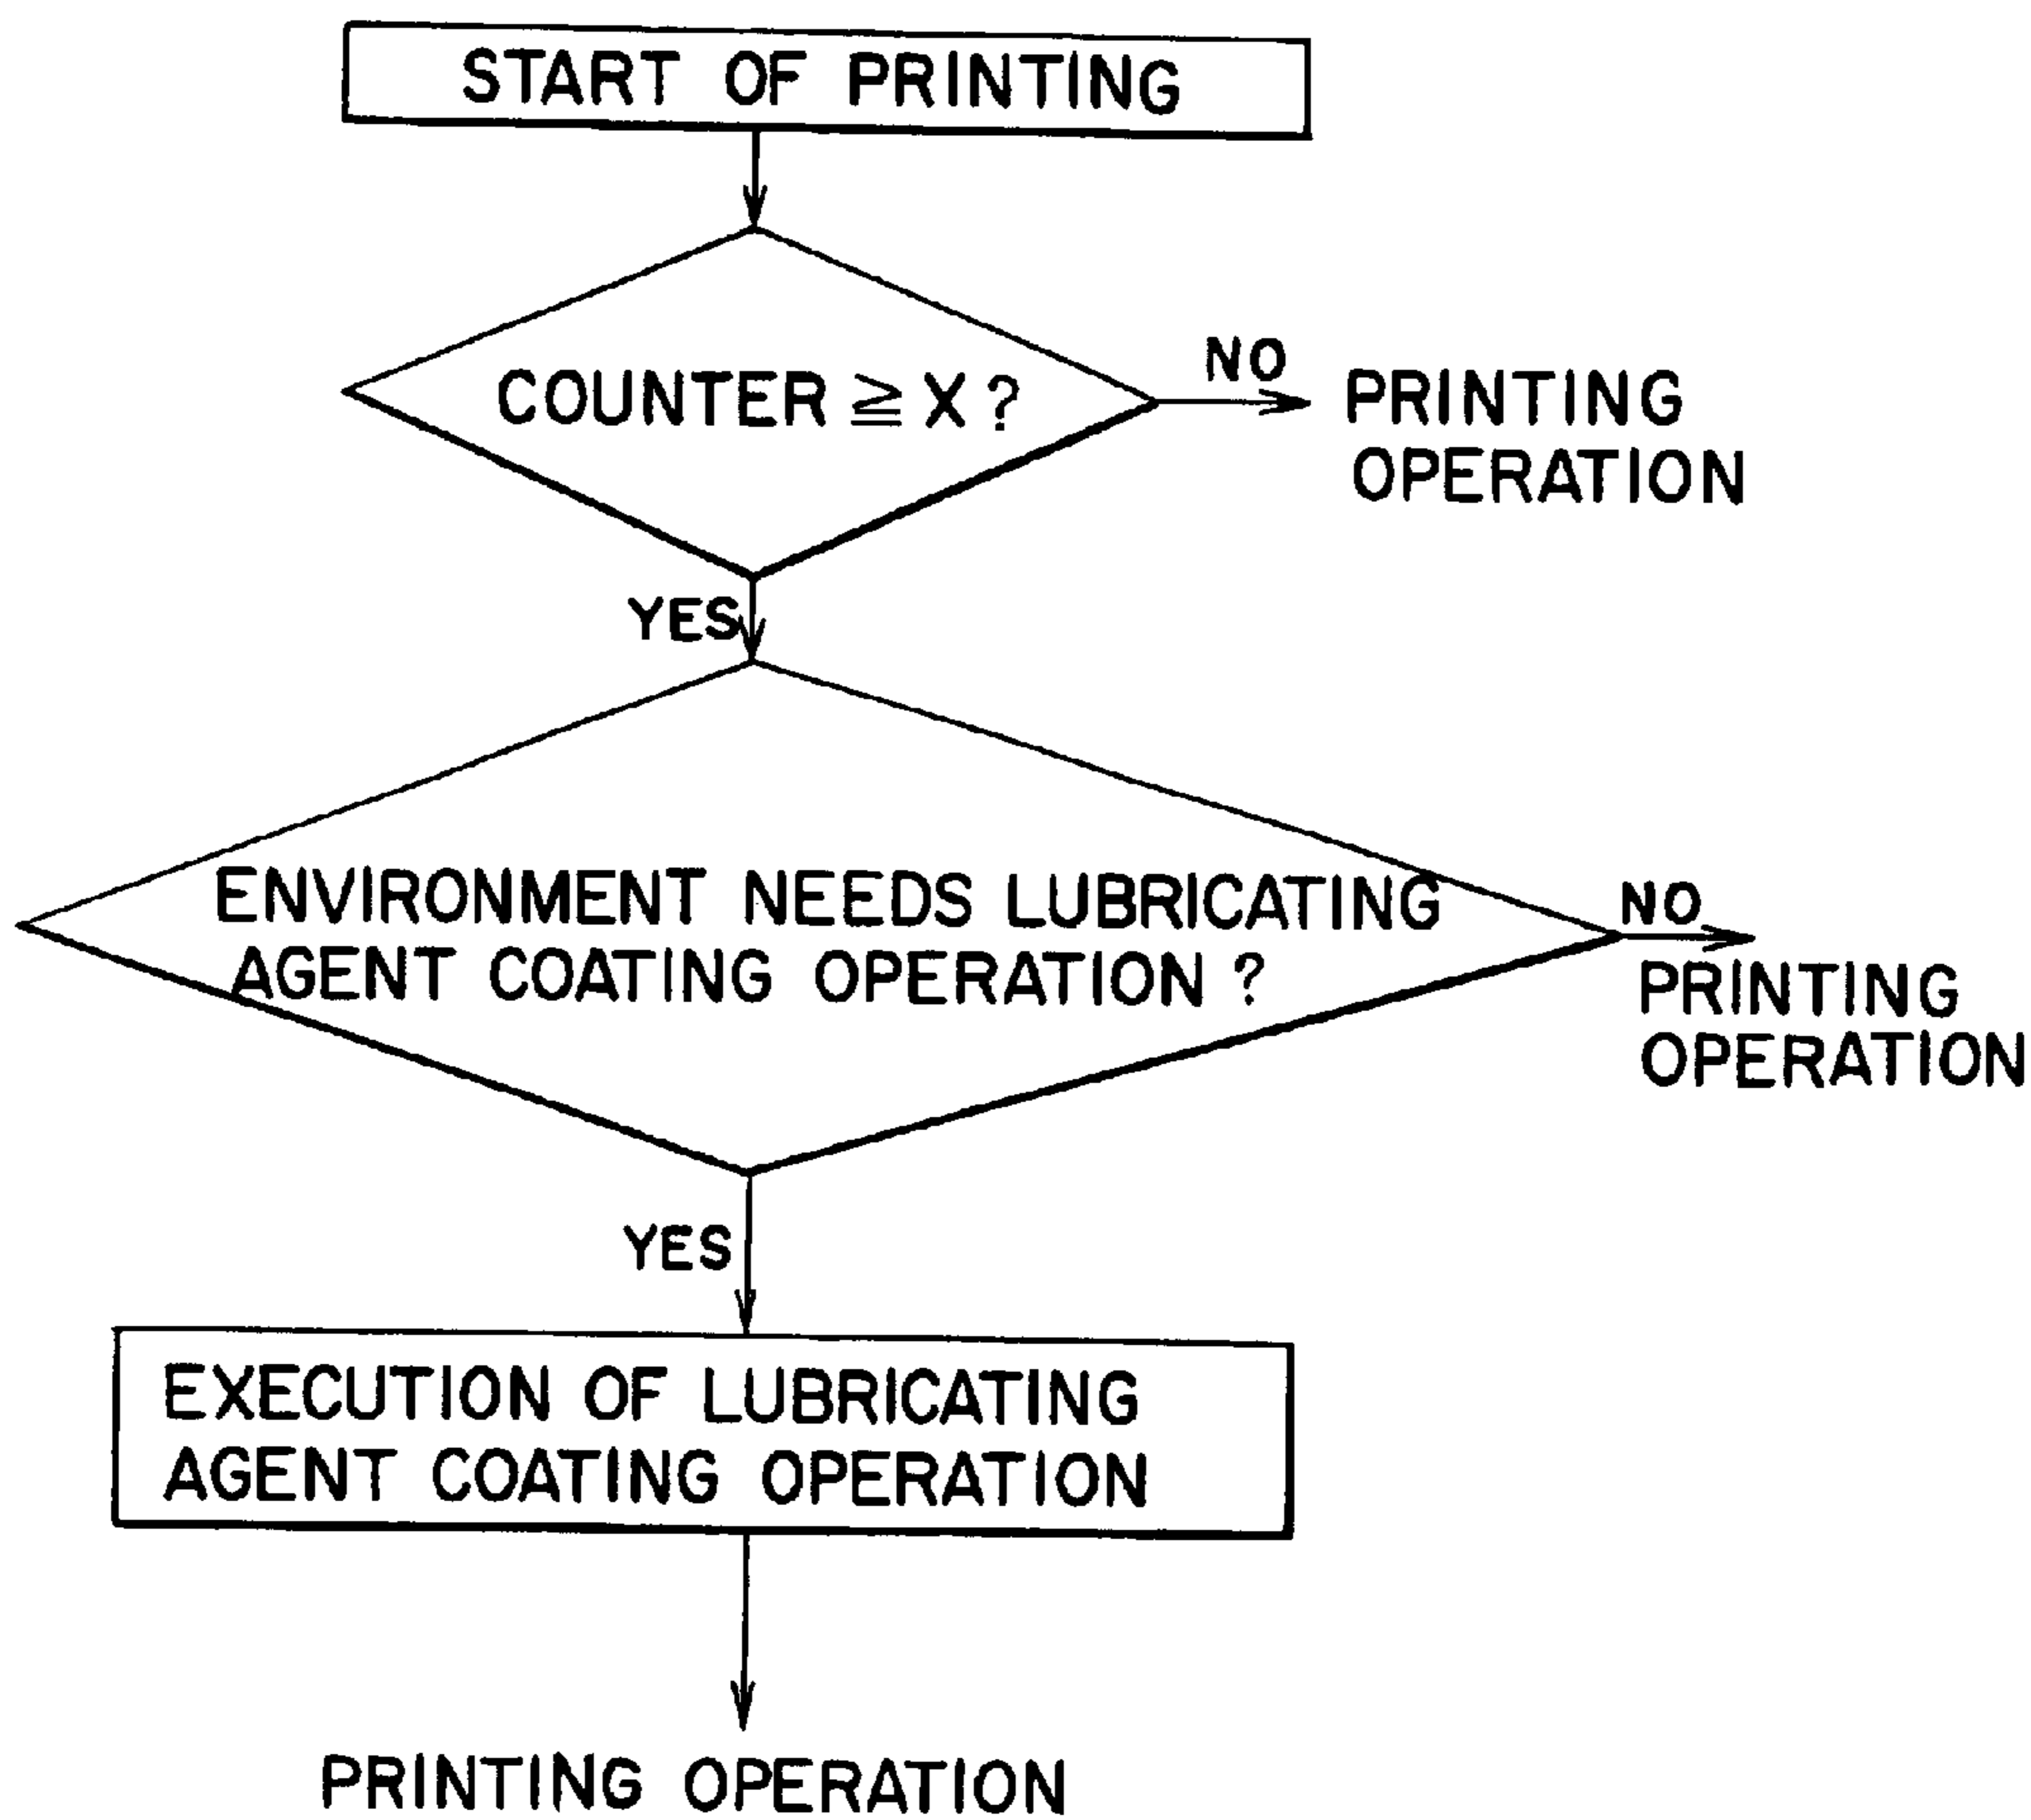 START OF PRINTING
COUNTER ≧ X ?
NO
PRINTING
OPERATION
YES
ENVIRONMENT NEEDS LUBRICATING
AGENT COATING OPERATION ?
NO
PRINTING
OPERATION
YES
EXECUTION OF LUBRICATING
AGENT COATING OPERATION
PRINTING OPERATION